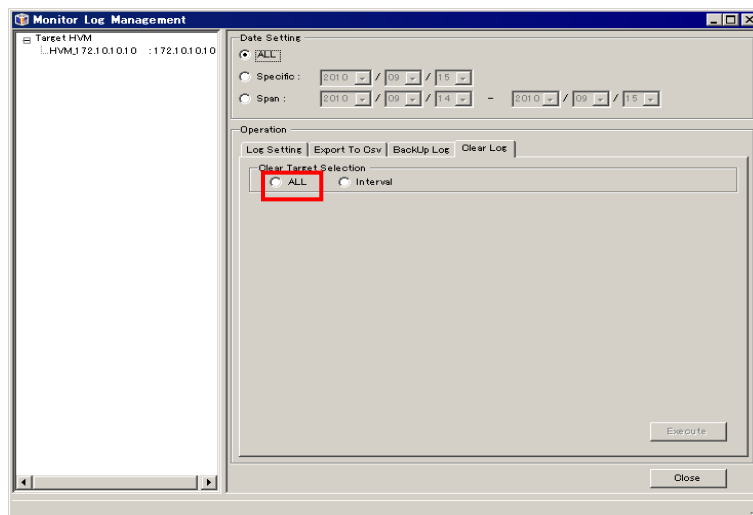 Monitor Log Management
Target HVM
HVM_172.10.10.10 : 172.10.10.10
Date Setting
ALL
Specific : 2010 / 09 / 15
Span : 2010 / 09 / 14 - 2010 / 09 / 15
Operation
Log Setting Export To Csv BackUp Log Clear Log
Clear Target Selection
ALL Interval
Execute
Close